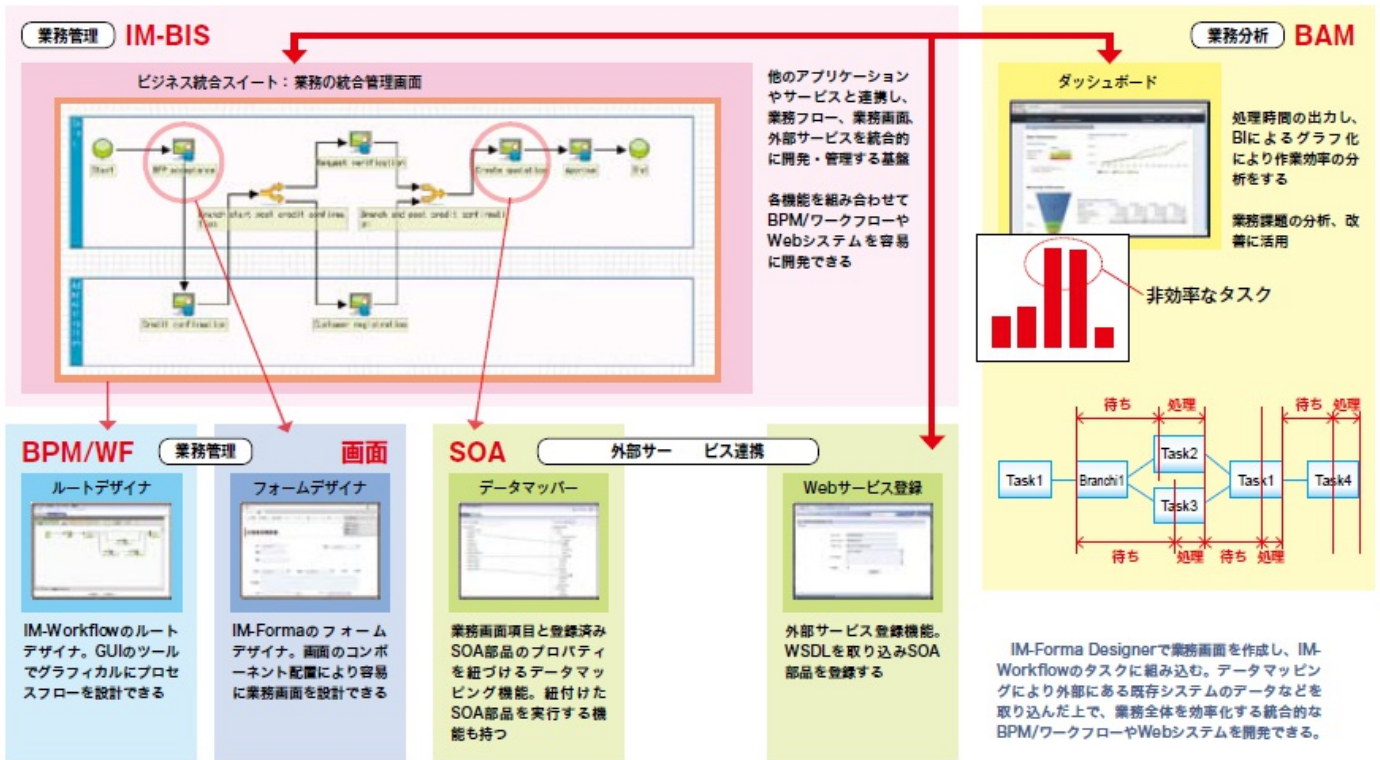 業務管理 IM-BIS
ビジネス統合スイート：業務の統合管理画面
Start
RFP acceptance
Request verification
Create quotation
Approve
End
Credit confirmation
Customer registration
他のアプリケーション
やサービスと連携し、
業務フロー、業務画面、
外部サービスを統合的
に開発・管理する基盤
各機能を組み合わせて
BPM/ワークフローや
Webシステムを容易
に開発できる
業務分析 BAM
ダッシュボード
処理時間の出力し、
BIによるグラフ化
により作業効率の分
析をする
業務課題の分析、改
善に活用
非効率なタスク
待ち 処理 待ち 処理
Task1
Branchi1
Task2
Task3
Task1
Task4
待ち 処理 待ち 処理
BPM/WF 業務管理 画面
ルートデザイナ
IM-Workflowのルート
デザイナ。GUIのツール
でグラフィカルにプロセ
スフローを設計できる
フォームデザイナ
IM-Formaのフォーム
デザイナ。画面のコンポ
ーネント配置により容易
に業務画面を設計できる
SOA 外部サー ビス連携
データマッパー
業務画面項目と登録済み
SOA部品のプロパティ
を紐づけるデータマッ
ピング機能。紐付けた
SOA部品を実行する機
能も持つ
Webサービス登録
外部サービス登録機能。
WSDLを取り込みSOA
部品を登録する
IM-Forma Designerで業務画面を作成し、IM-
Workflowのタスクに組み込む。データマッピン
グにより外部にある既存システムのデータなどを
取り込んだ上で、業務全体を効率化する統合的な
BPM/ワークフローやWebシステムを開発できる。